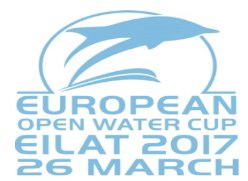 EUROPEAN
OPEN WATER CUP
EILAT 2017
26 MARCH